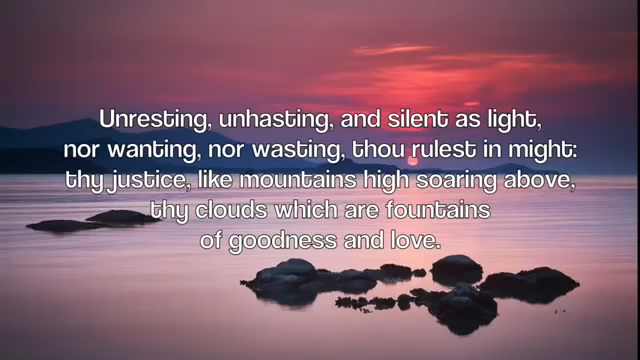 Unresting, unhasting, and silent as light,
nor wanting, nor wasting, thou rulest in might:
thy justice, like mountains high soaring above,
thy clouds which are fountains
of goodness and love.